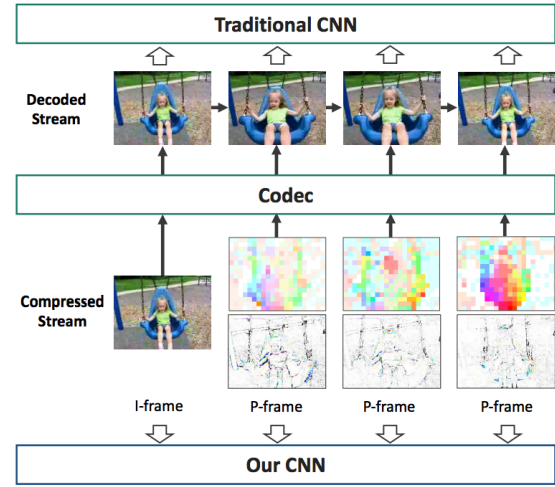 Traditional CNN
Decoded
Stream
Codec
Compressed
Stream
I-frame
P-frame
P-frame
P-frame
Our CNN